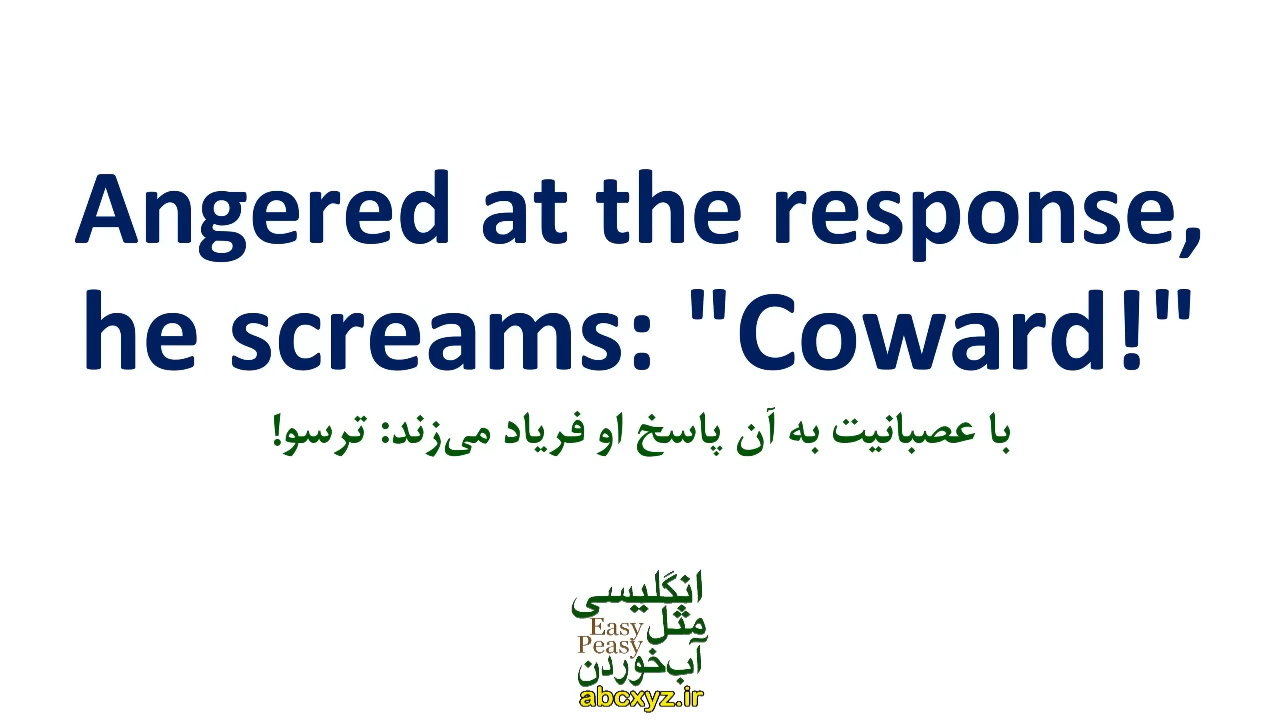 Angered at the response,
he screams: "Coward!"
با عصبانیت به آن پاسخ او فریاد می‌زند: ترسو!
انگلیسی
مثل
Easy
Peasy
آب‌خوردن
abcxyz.ir